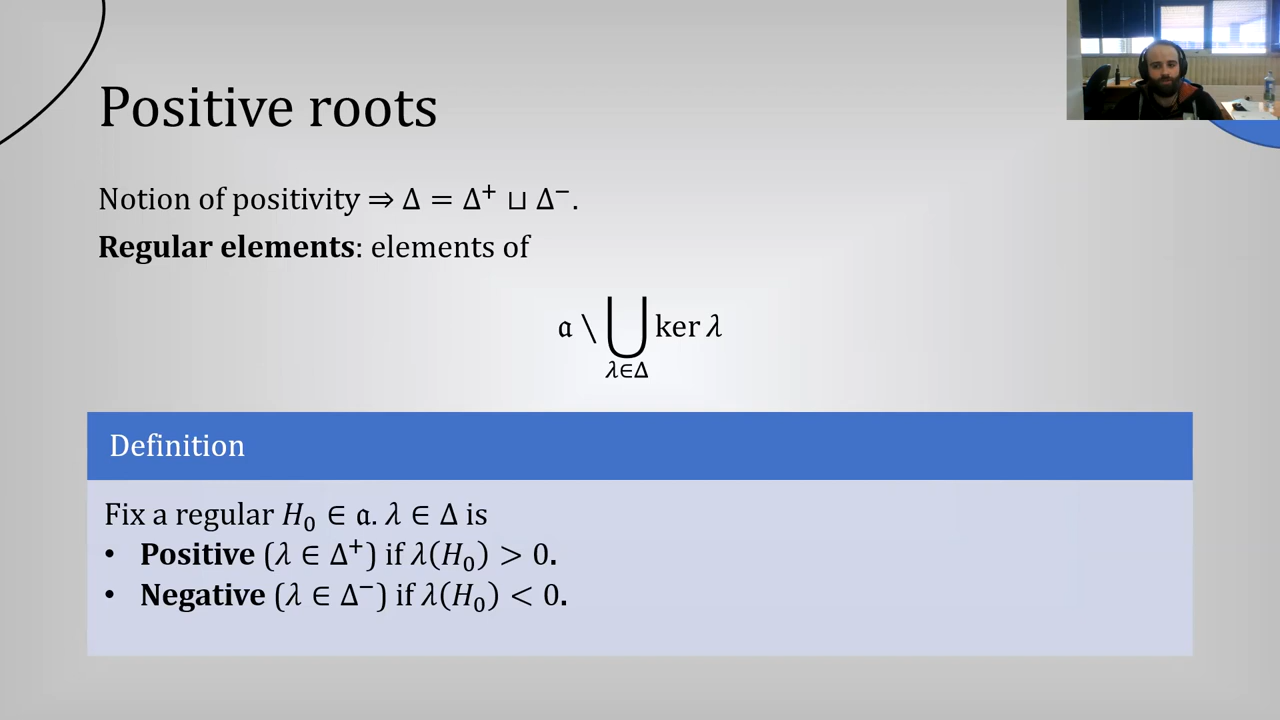 Positive roots
Notion of positivity ⇒ Δ = Δ⁺ ⊔ Δ⁻.
Regular elements: elements of
𝔞 \ ⋃ ker λ
λ∈Δ
Definition
Fix a regular H₀ ∈ 𝔞. λ ∈ Δ is
• Positive (λ ∈ Δ⁺) if λ(H₀) > 0.
• Negative (λ ∈ Δ⁻) if λ(H₀) < 0.